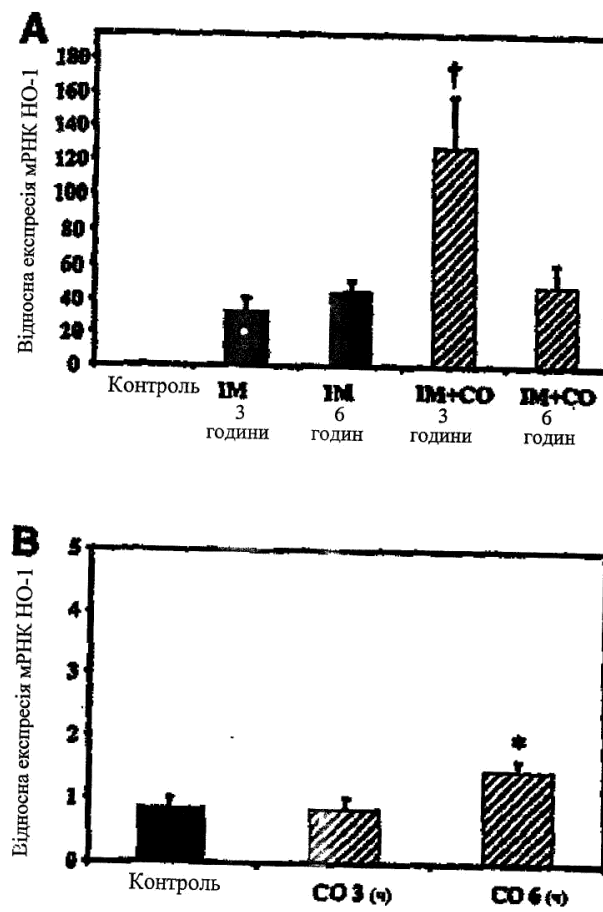 A
Відносна експресія мРНК НО-1
180
160
140
120
100
80
60
40
20
0
†
Контроль IM IM IM+CO IM+CO
3 6 3 6
години годин години годин
B
Відносна експресія мРНК НО-1
5
4
3
2
1
0
*
Контроль CO 3 (ч) CO 6 (ч)